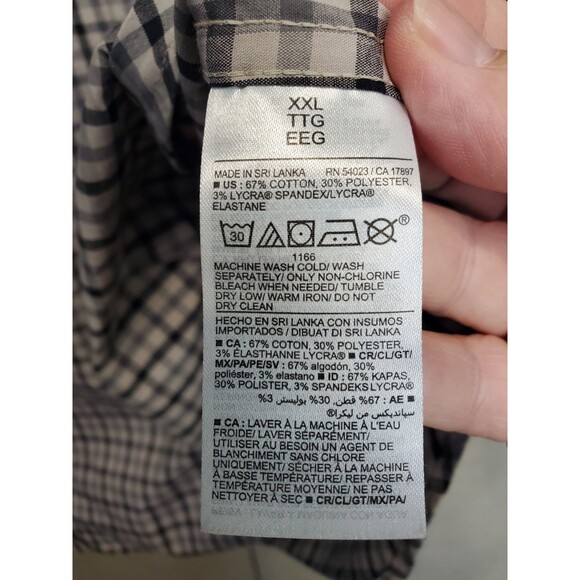 XXL
TTG
EEG
MADE IN SRI LANKA RN 54023 / CA 17897
■ US : 67% COTTON, 30% POLYESTER,
3% LYCRA® SPANDEX/LYCRA®
ELASTANE
30 ®
1166
MACHINE WASH COLD/ WASH
SEPARATELY/ ONLY NON-CHLORINE
BLEACH WHEN NEEDED/ TUMBLE
DRY LOW/ WARM IRON/ DO NOT
DRY CLEAN
HECHO EN SRI LANKA CON INSUMOS
IMPORTADOS / DIBUAT DI SRI LANKA
■ CA : 67% COTON, 30% POLYESTER,
3% ÉLASTHANNE LYCRA® ■ CR/CL/GT/
MX/PA/PE/SV : 67% algodón, 30%
poliéster, 3% elastano ■ ID : 67% KAPAS,
30% POLISTER, 3% SPANDEKS LYCRA®
■ AE : 67% قطن, 30% بوليستر, 3%
سباندیكس من ليكرا®
■ CA : LAVER À LA MACHINE À L'EAU
FROIDE/ LAVER SÉPARÉMENT/
UTILISER AU BESOIN UN AGENT DE
BLANCHIMENT SANS CHLORE
UNIQUEMENT/ SÉCHER À LA MACHINE
À BASSE TEMPÉRATURE/ REPASSER À
TEMPÉRATURE MOYENNE/ NE PAS
NETTOYER À SEC ■ CR/CL/GT/MX/PA/